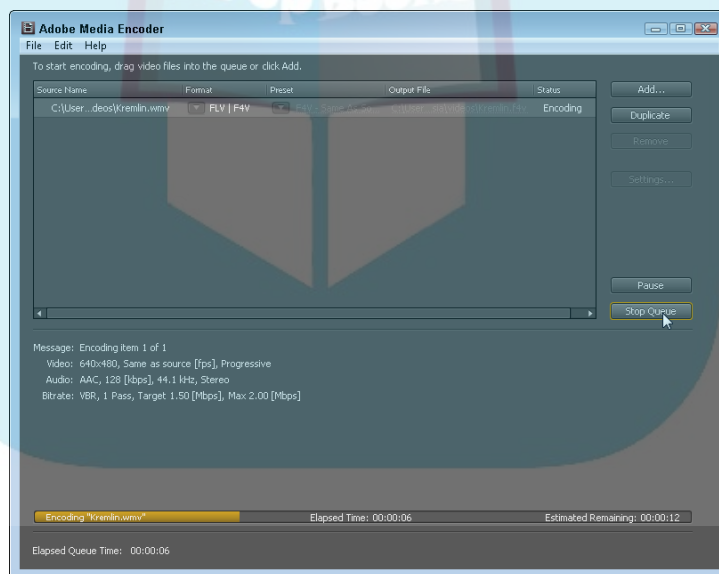 Adobe Media Encoder
File Edit Help
To start encoding, drag video files into the queue or click Add.
Source Name Format Preset Output File Status
C:\User...deos\Kremlin.wmv FLV | F4V F4V - Same As So Encoding
Add...
Duplicate
Remove
Settings...
Pause
Stop Queue
Message: Encoding item 1 of 1
Video: 640x480, Same as source [fps], Progressive
Audio: AAC, 128 [kbps], 44.1 kHz, Stereo
Bitrate: VBR, 1 Pass, Target 1.50 [Mbps], Max 2.00 [Mbps]
Encoding "Kremlin.wmv" Elapsed Time: 00:00:06 Estimated Remaining: 00:00:12
Elapsed Queue Time: 00:00:06